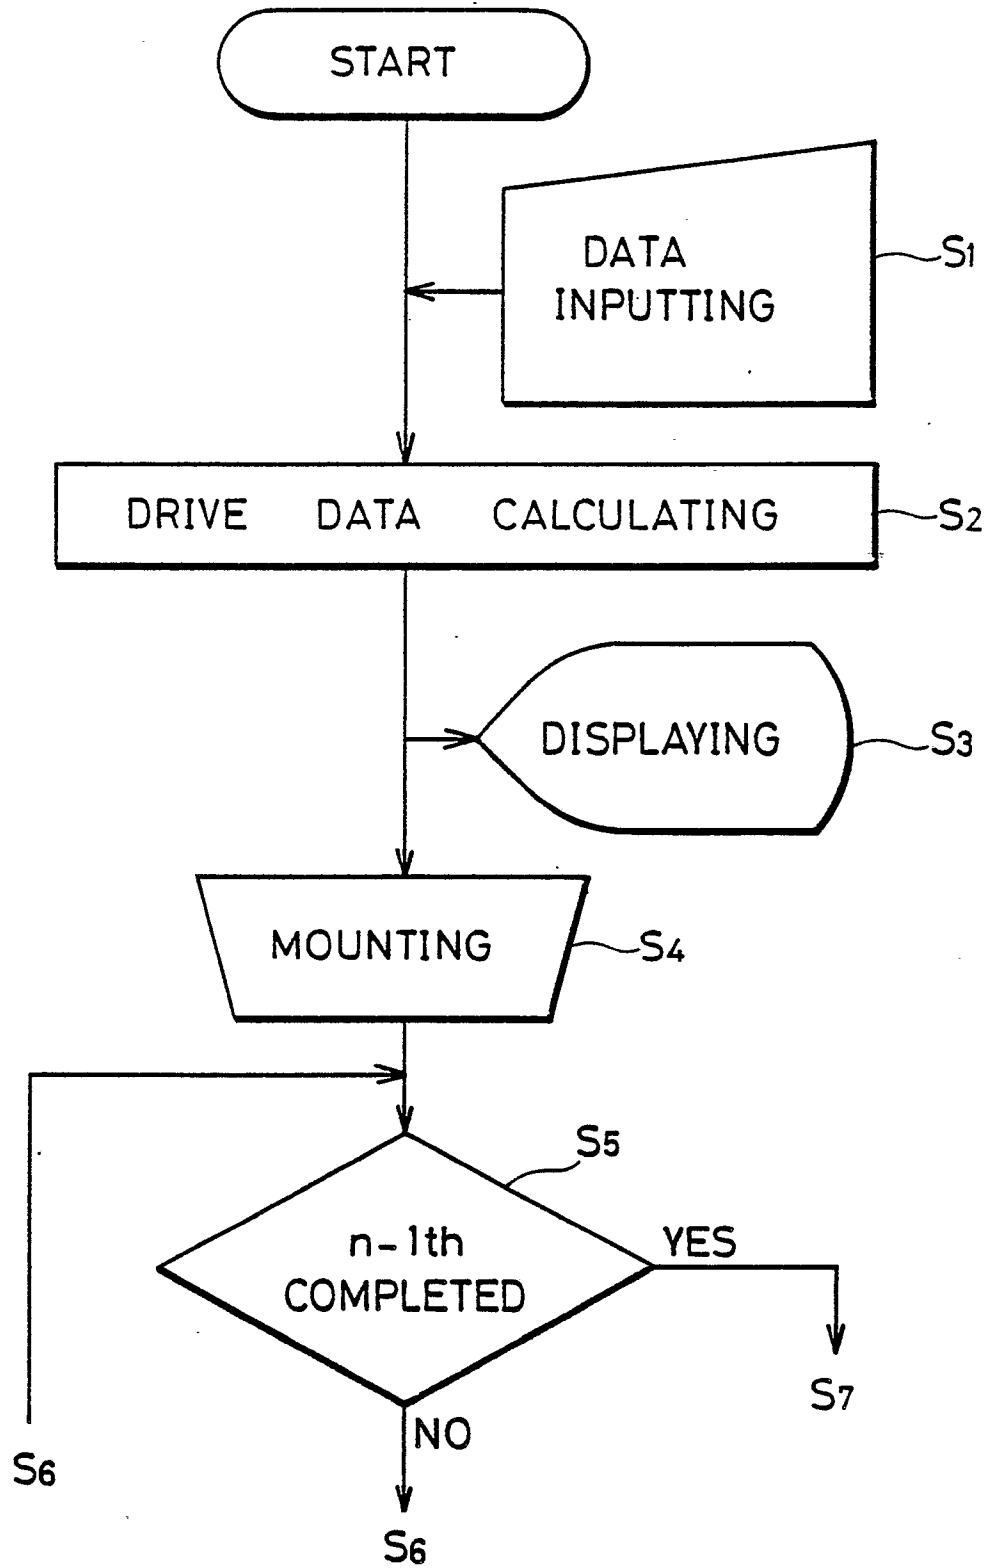 START
DATA
INPUTTING
S1
DRIVE DATA CALCULATING
S2
DISPLAYING
S3
MOUNTING
S4
S5
n-1th
COMPLETED
YES
S7
NO
S6
S6